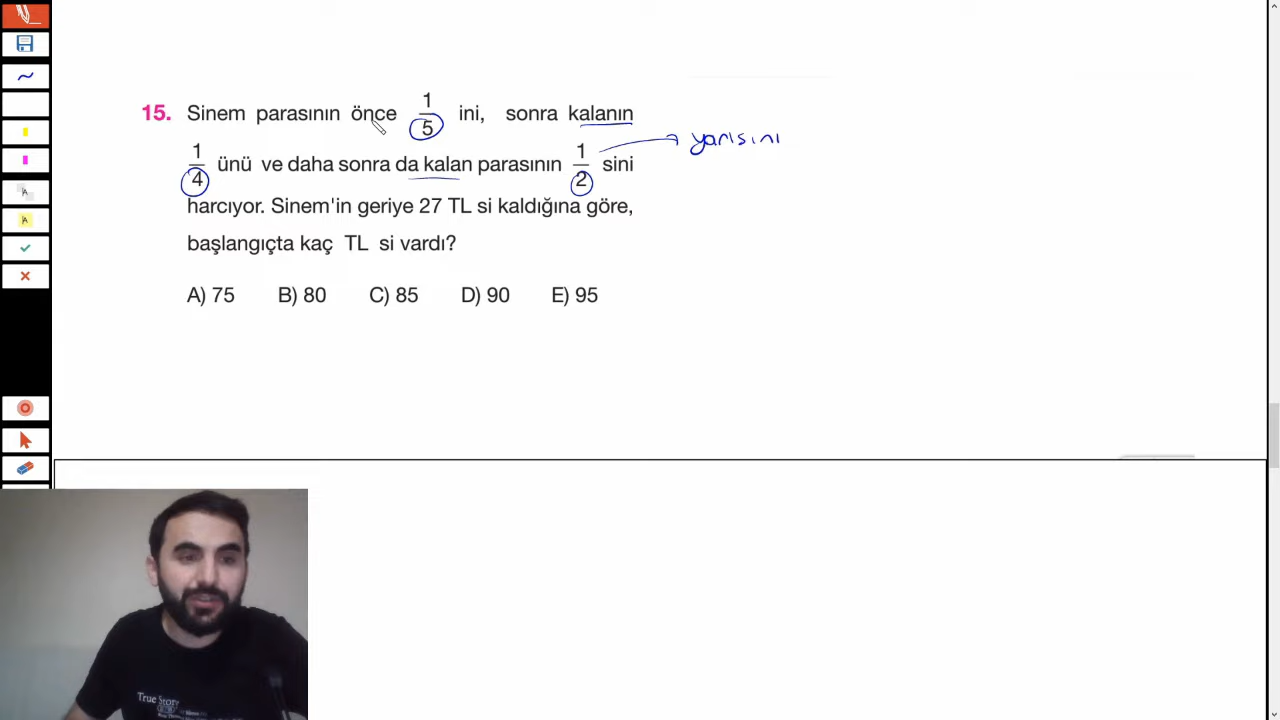 15. Sinem parasının önce 1/5 ini, sonra kalanın
1/4 ünü ve daha sonra da kalan parasının 1/2 sini → yarısını
harcıyor. Sinem'in geriye 27 TL si kaldığına göre,
başlangıçta kaç TL si vardı?
A) 75 B) 80 C) 85 D) 90 E) 95
A
A
True Story